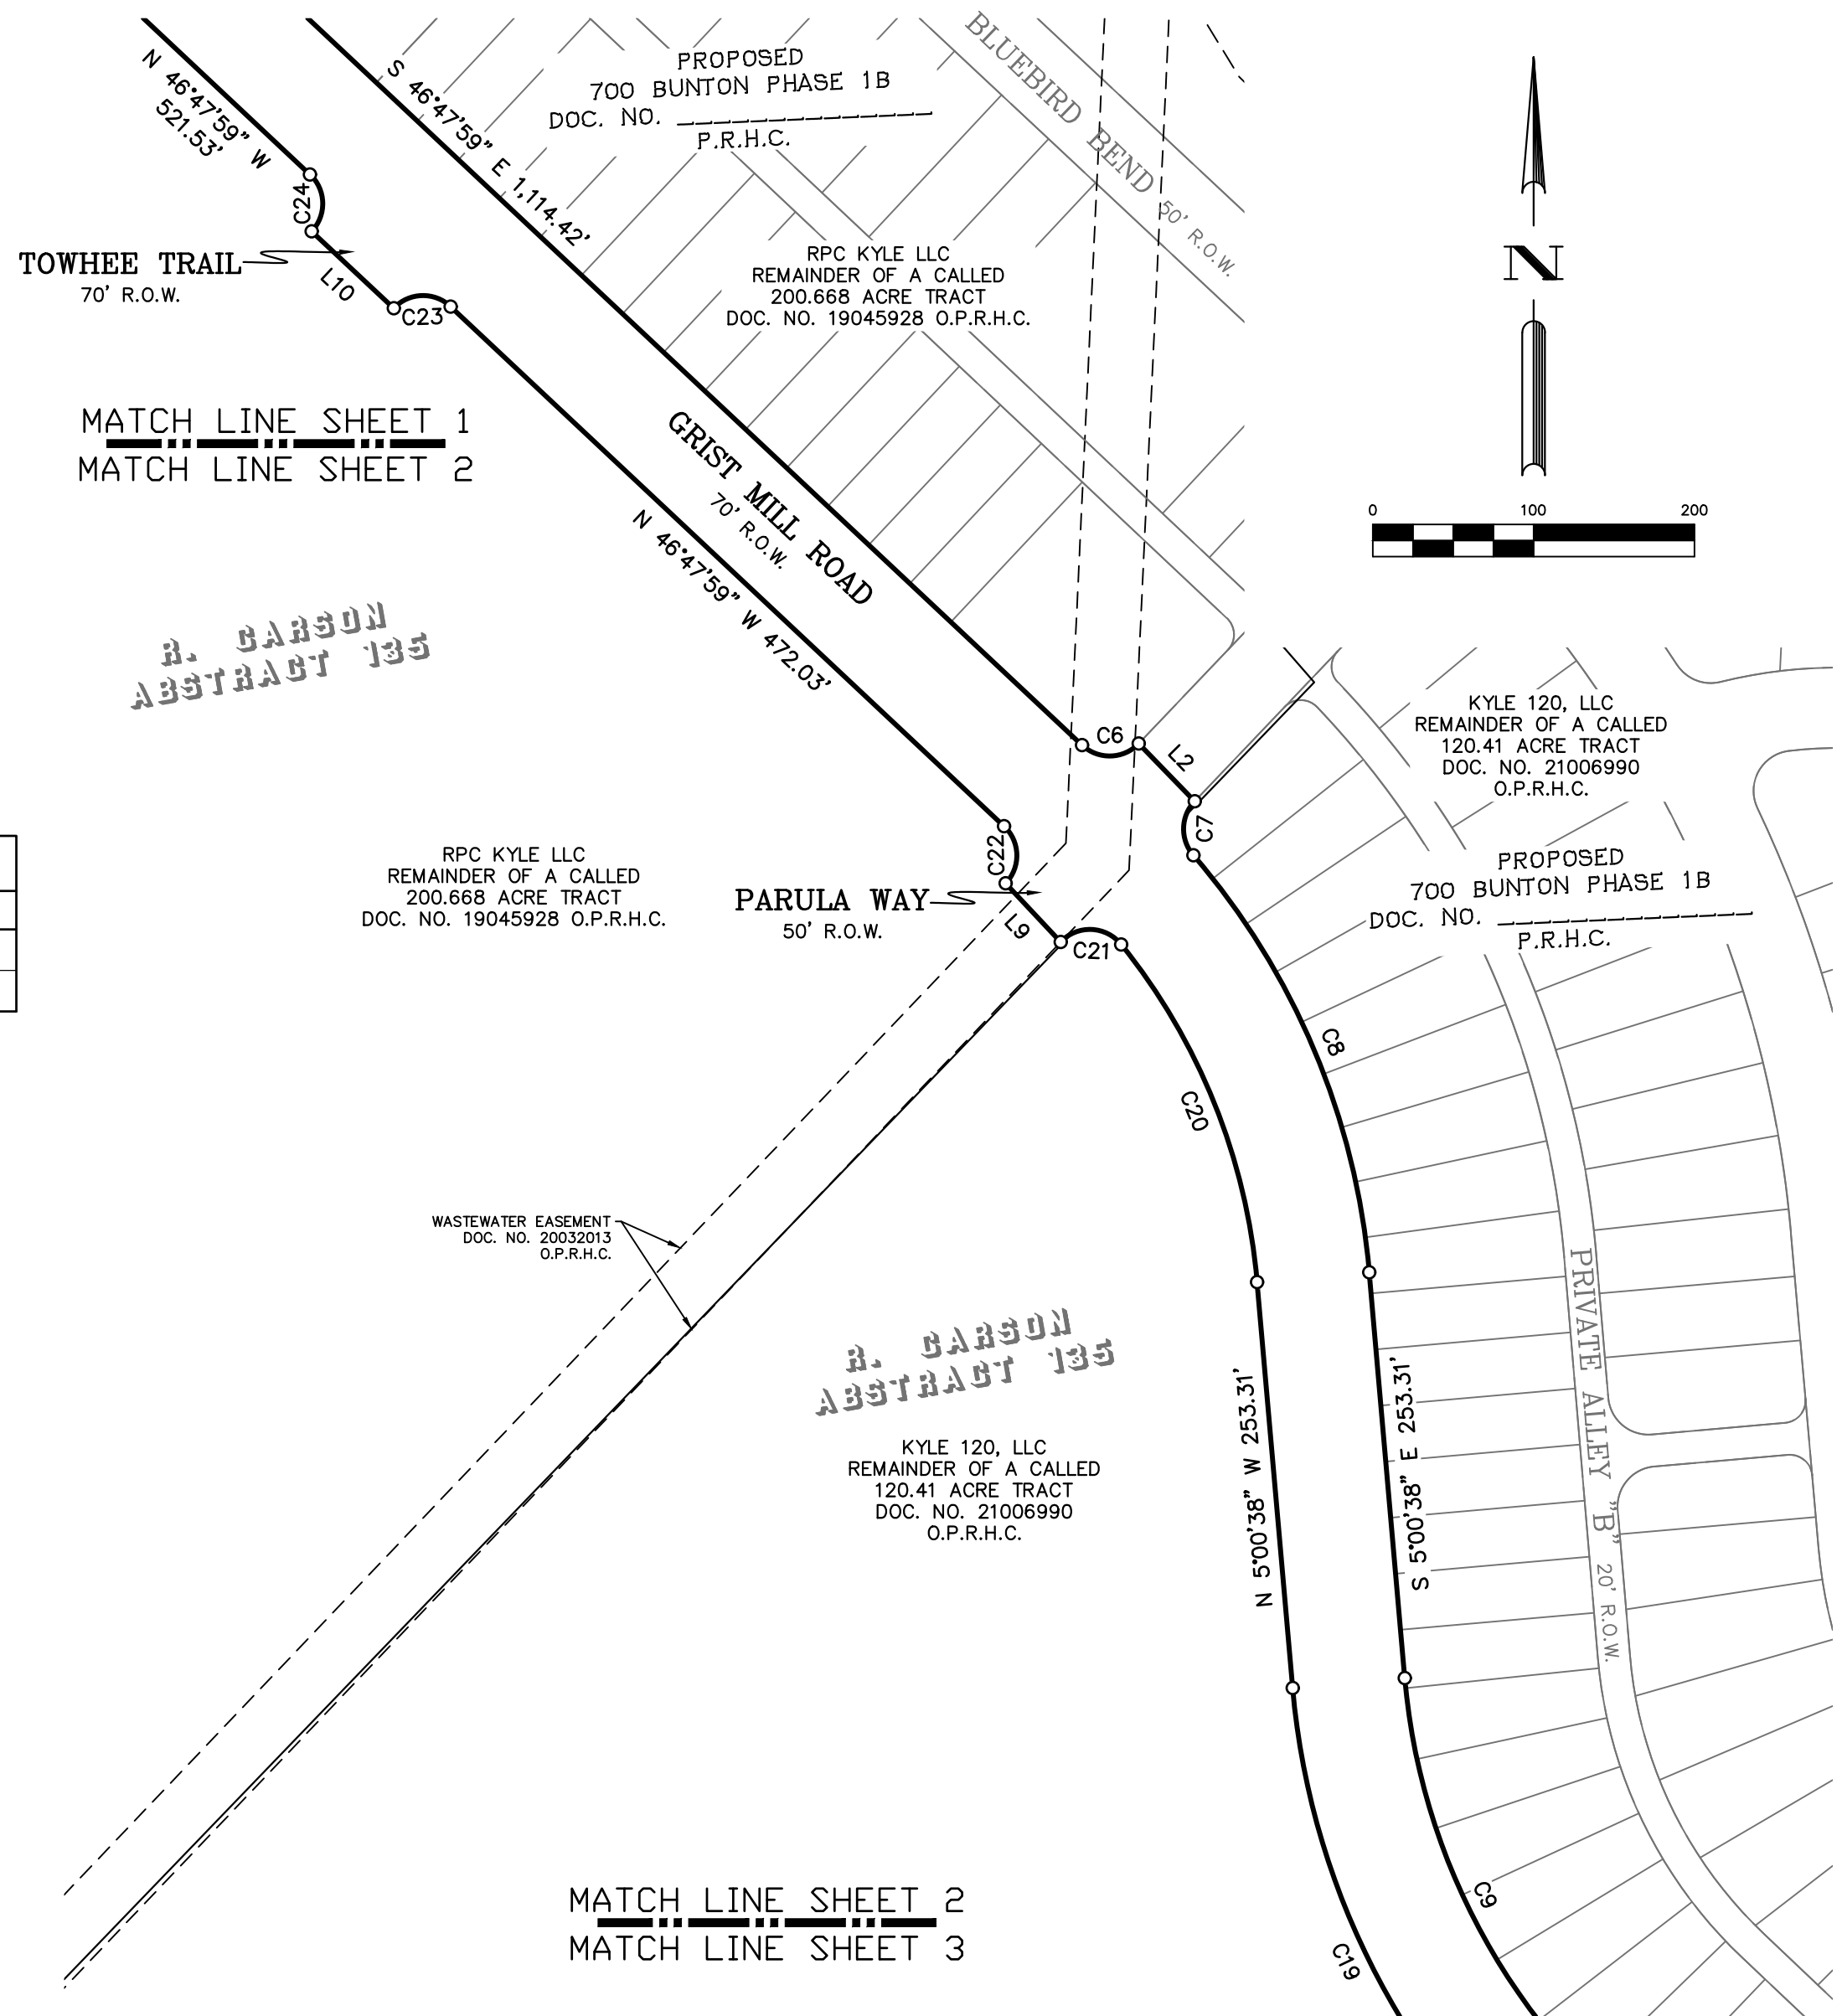 N 46°47'59" W
521.53'
S 46°47'59" E 1,114.42'
PROPOSED
700 BUNTON PHASE 1B
DOC. NO. ______________
P.R.H.C.
BLUEBIRD BEND 50' R.O.W.
C24
TOWHEE TRAIL
70' R.O.W.
L10
C23
RPC KYLE LLC
REMAINDER OF A CALLED
200.668 ACRE TRACT
DOC. NO. 19045928 O.P.R.H.C.
N
0 100 200
MATCH LINE SHEET 1
MATCH LINE SHEET 2
GRIST MILL ROAD
70' R.O.W.
N 46°47'59" W 472.03'
R. CARSON
ABSTRACT 135
C6
L2
C7
KYLE 120, LLC
REMAINDER OF A CALLED
120.41 ACRE TRACT
DOC. NO. 21006990
O.P.R.H.C.
RPC KYLE LLC
REMAINDER OF A CALLED
200.668 ACRE TRACT
DOC. NO. 19045928 O.P.R.H.C.
C22
PARULA WAY
50' R.O.W.
L9
C21
PROPOSED
700 BUNTON PHASE 1B
DOC. NO. ______________
P.R.H.C.
C8
C20
WASTEWATER EASEMENT
DOC. NO. 20032013
O.P.R.H.C.
R. CARSON
ABSTRACT 135
KYLE 120, LLC
REMAINDER OF A CALLED
120.41 ACRE TRACT
DOC. NO. 21006990
O.P.R.H.C.
N 5°00'38" W 253.31'
S 5°00'38" E 253.31'
PRIVATE ALLEY "B" 20' R.O.W.
MATCH LINE SHEET 2
MATCH LINE SHEET 3
C9
C19